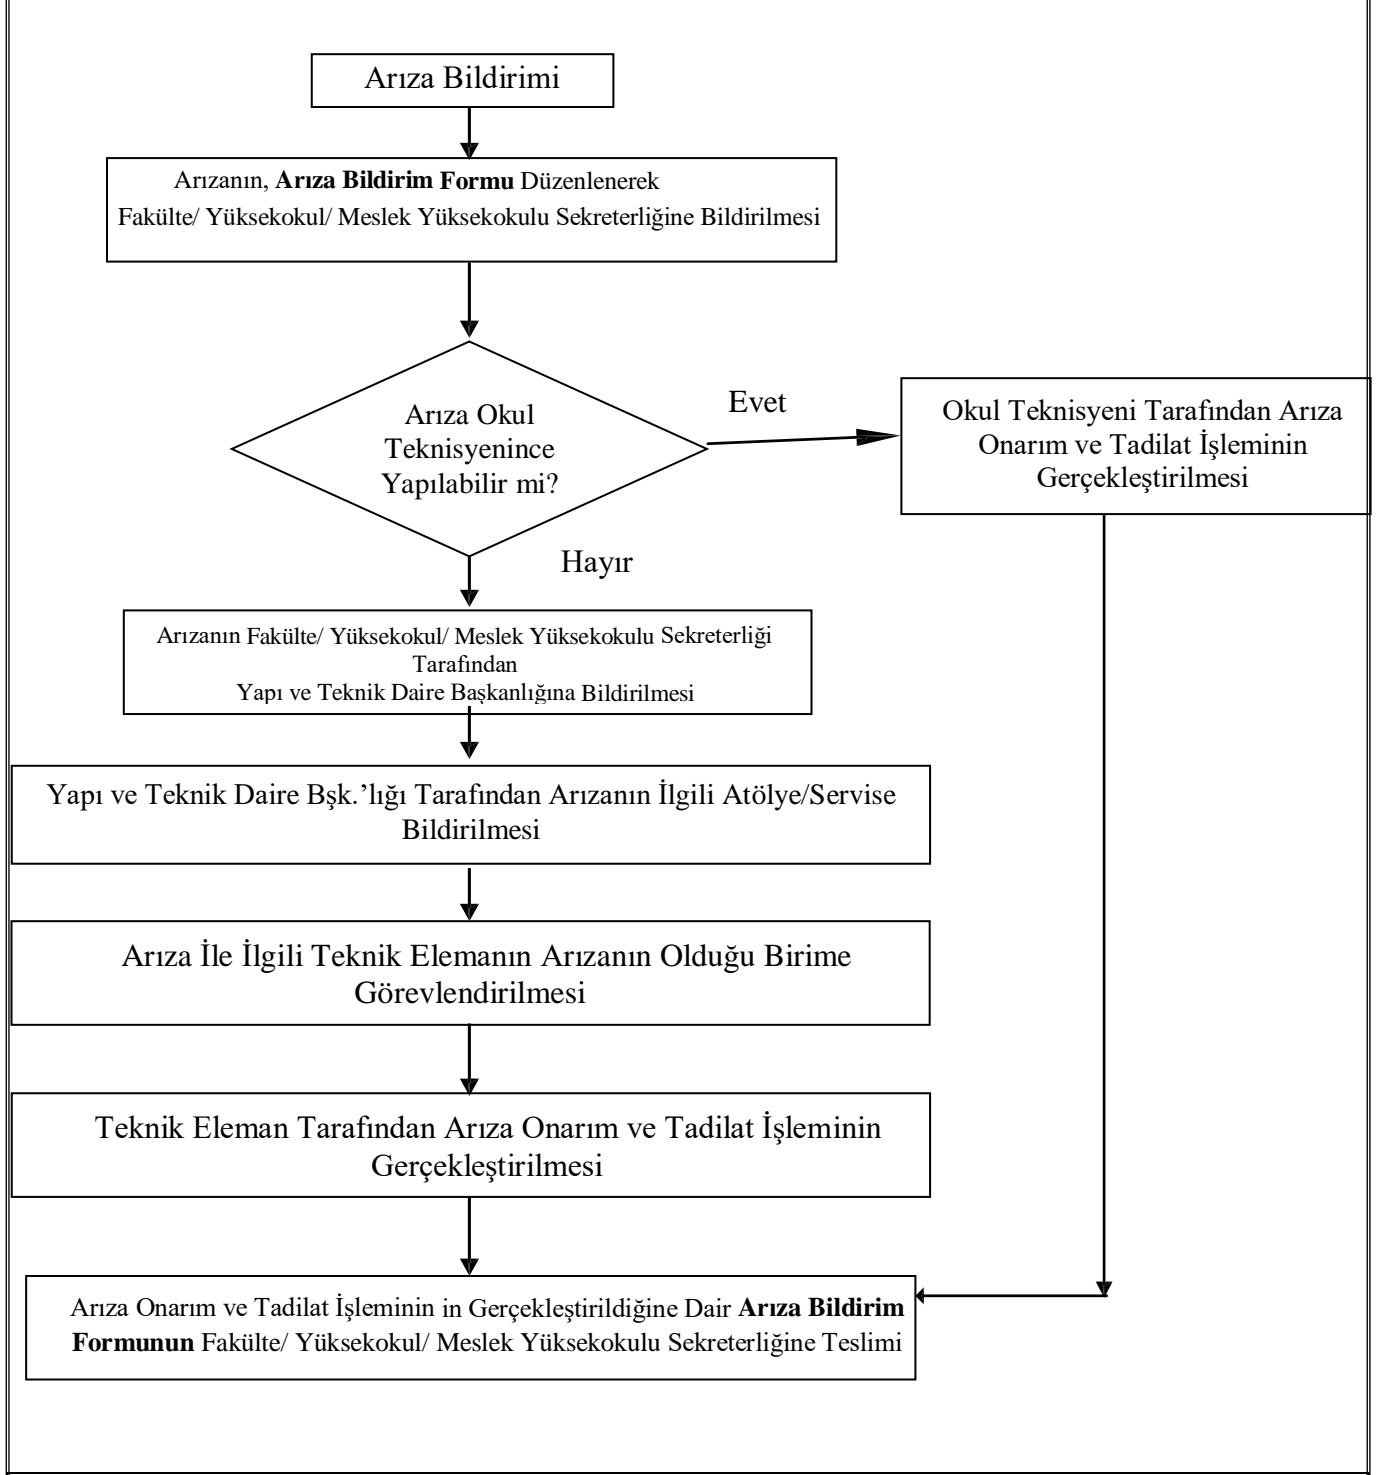 Arıza Bildirimi
Arızanın, Arıza Bildirim Formu Düzenlenerek
Fakülte/ Yüksekokul/ Meslek Yüksekokulu Sekreterliğine Bildirilmesi
Arıza Okul
Teknisyenince
Yapılabilir mi?
Evet
Okul Teknisyeni Tarafından Arıza
Onarım ve Tadilat İşleminin
Gerçekleştirilmesi
Hayır
Arızanın Fakülte/ Yüksekokul/ Meslek Yüksekokulu Sekreterliği
Tarafından
Yapı ve Teknik Daire Başkanlığına Bildirilmesi
Yapı ve Teknik Daire Bşk.’lığı Tarafından Arızanın İlgili Atölye/Servise
Bildirilmesi
Arıza İle İlgili Teknik Elemanın Arızanın Olduğu Birime
Görevlendirilmesi
Teknik Eleman Tarafından Arıza Onarım ve Tadilat İşleminin
Gerçekleştirilmesi
Arıza Onarım ve Tadilat İşleminin in Gerçekleştirildiğine Dair Arıza Bildirim
Formunun Fakülte/ Yüksekokul/ Meslek Yüksekokulu Sekreterliğine Teslimi